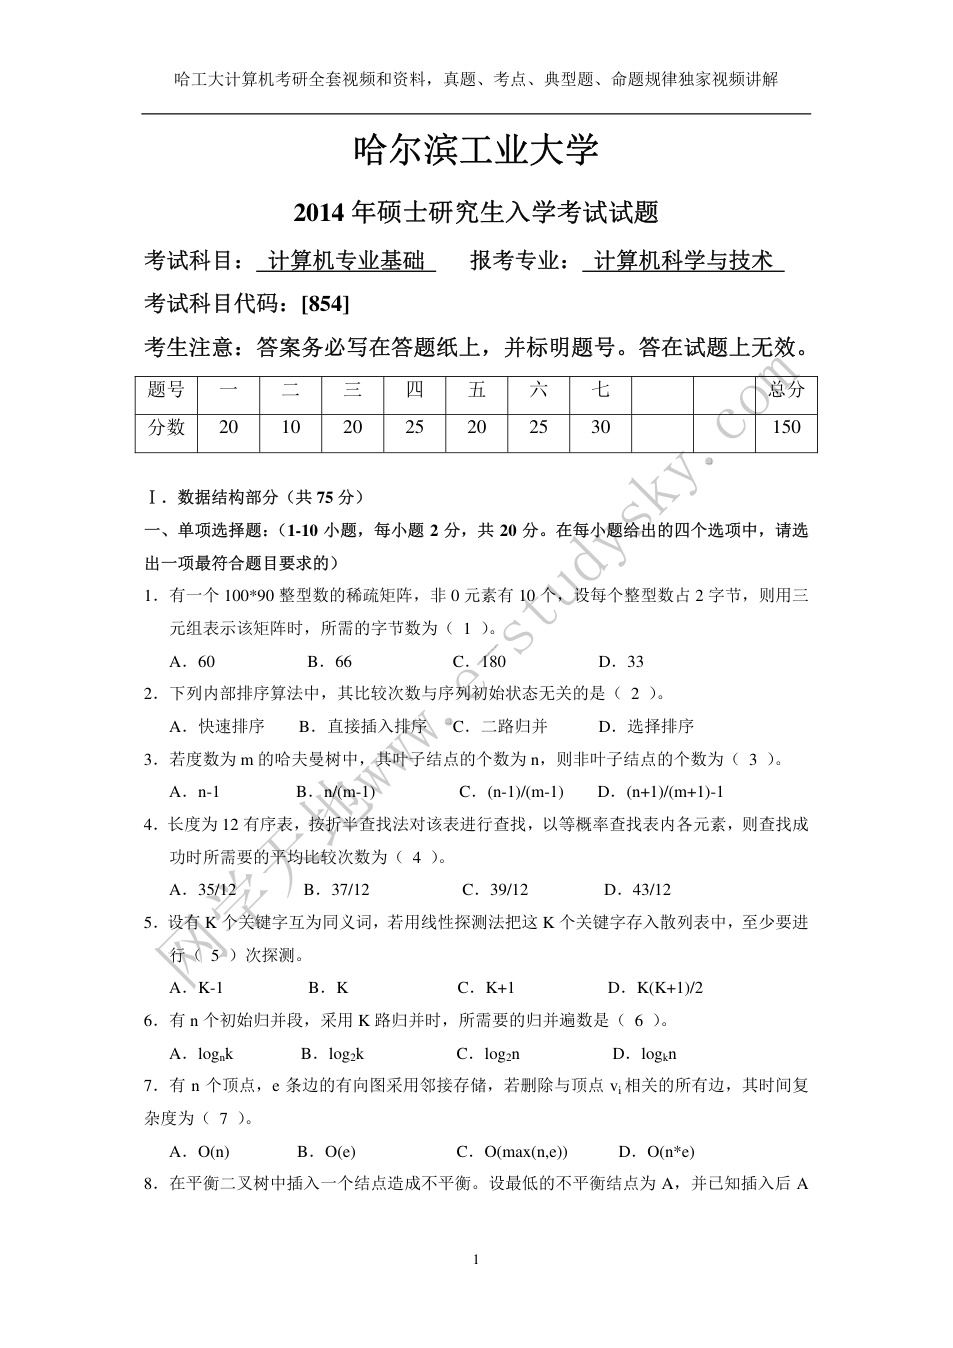 哈工大计算机考研全套视频和资料，真题、考点、典型题、命题规律独家视频讲解
哈尔滨工业大学
2014 年硕士研究生入学考试试题
考试科目： 计算机专业基础 报考专业： 计算机科学与技术
考试科目代码：[854]
考生注意：答案务必写在答题纸上，并标明题号。答在试题上无效。
题号 一 二 三 四 五 六 七 总分
分数 20 10 20 25 20 25 30 150
Ⅰ．数据结构部分（共 75 分）
一、单项选择题：（1-10 小题，每小题 2 分，共 20 分。在每小题给出的四个选项中，请选
出一项最符合题目要求的）
1．有一个 100*90 整型数的稀疏矩阵，非 0 元素有 10 个，设每个整型数占 2 字节，则用三
元组表示该矩阵时，所需的字节数为（ 1 ）。
A．60 B．66 C．180 D．33
2．下列内部排序算法中，其比较次数与序列初始状态无关的是（ 2 ）。
A．快速排序 B．直接插入排序 C．二路归并 D．选择排序
3．若度数为 m 的哈夫曼树中，其叶子结点的个数为 n，则非叶子结点的个数为（ 3 ）。
A．n-1 B．n/(m-1) C．(n-1)/(m-1) D．(n+1)/(m+1)-1
4．长度为 12 有序表，按折半查找法对该表进行查找，以等概率查找表内各元素，则查找成
功时所需要的平均比较次数为（ 4 ）。
A．35/12 B．37/12 C．39/12 D．43/12
5．设有 K 个关键字互为同义词，若用线性探测法把这 K 个关键字存入散列表中，至少要进
行（ 5 ）次探测。
A．K-1 B．K C．K+1 D．K(K+1)/2
6．有 n 个初始归并段，采用 K 路归并时，所需要的归并遍数是（ 6 ）。
A．logₙk B．log₂k C．log₂n D．logₖn
7．有 n 个顶点，e 条边的有向图采用邻接存储，若删除与顶点 vᵢ 相关的所有边，其时间复
杂度为（ 7 ）。
A．O(n) B．O(e) C．O(max(n,e)) D．O(n*e)
8．在平衡二叉树中插入一个结点造成不平衡。设最低的不平衡结点为 A，并已知插入后 A
1
网学天地www.e-studysky.com